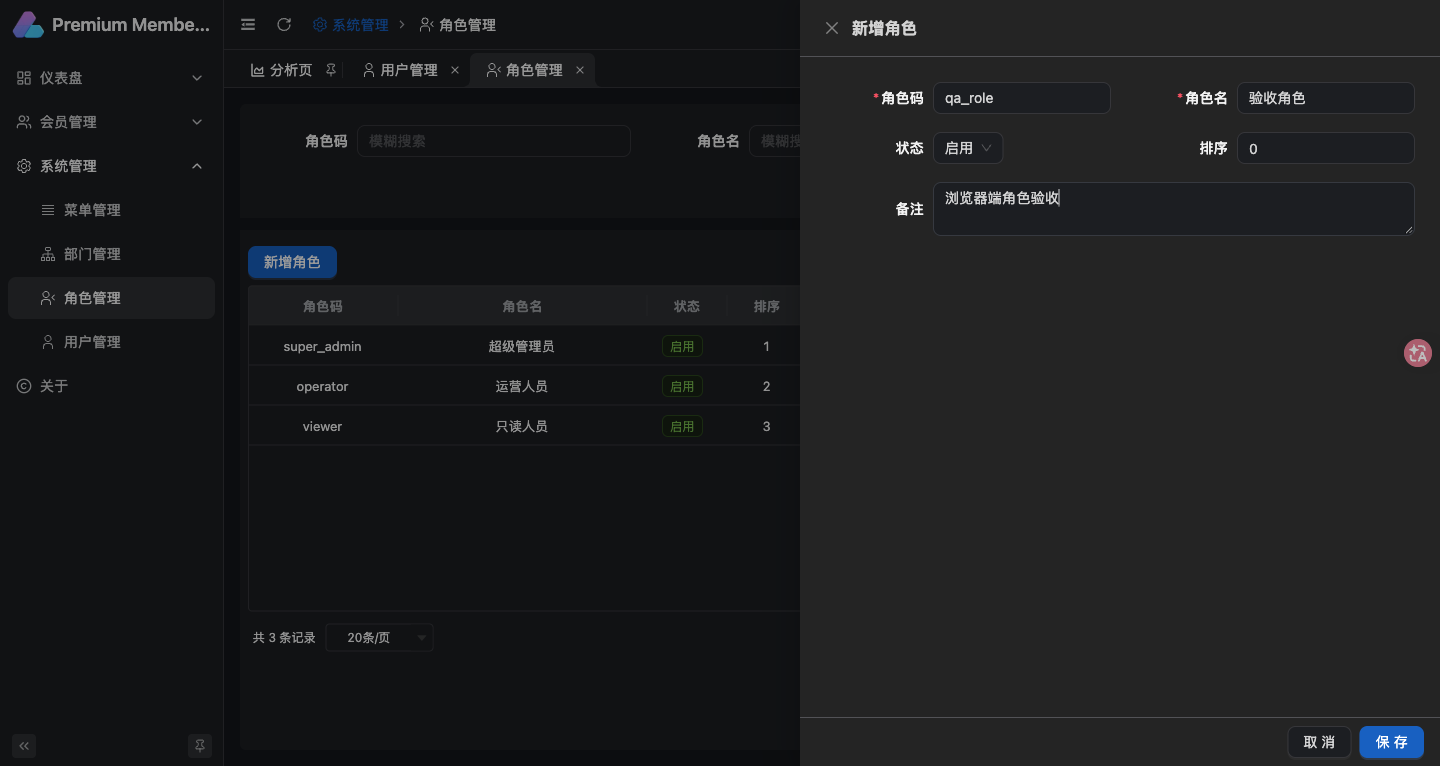 Premium Membe...
仪表盘
会员管理
系统管理
菜单管理
部门管理
角色管理
用户管理
关于
系统管理
角色管理
分析页
用户管理
角色管理
角色码 模糊搜索
角色名 模糊搜
新增角色
角色码 角色名 状态 排序
super_admin 超级管理员 启用 1
operator 运营人员 启用 2
viewer 只读人员 启用 3
共 3 条记录 20条/页
新增角色
*角色码 qa_role
*角色名 验收角色
状态 启用
排序 0
备注 浏览器端角色验收
取 消
保 存